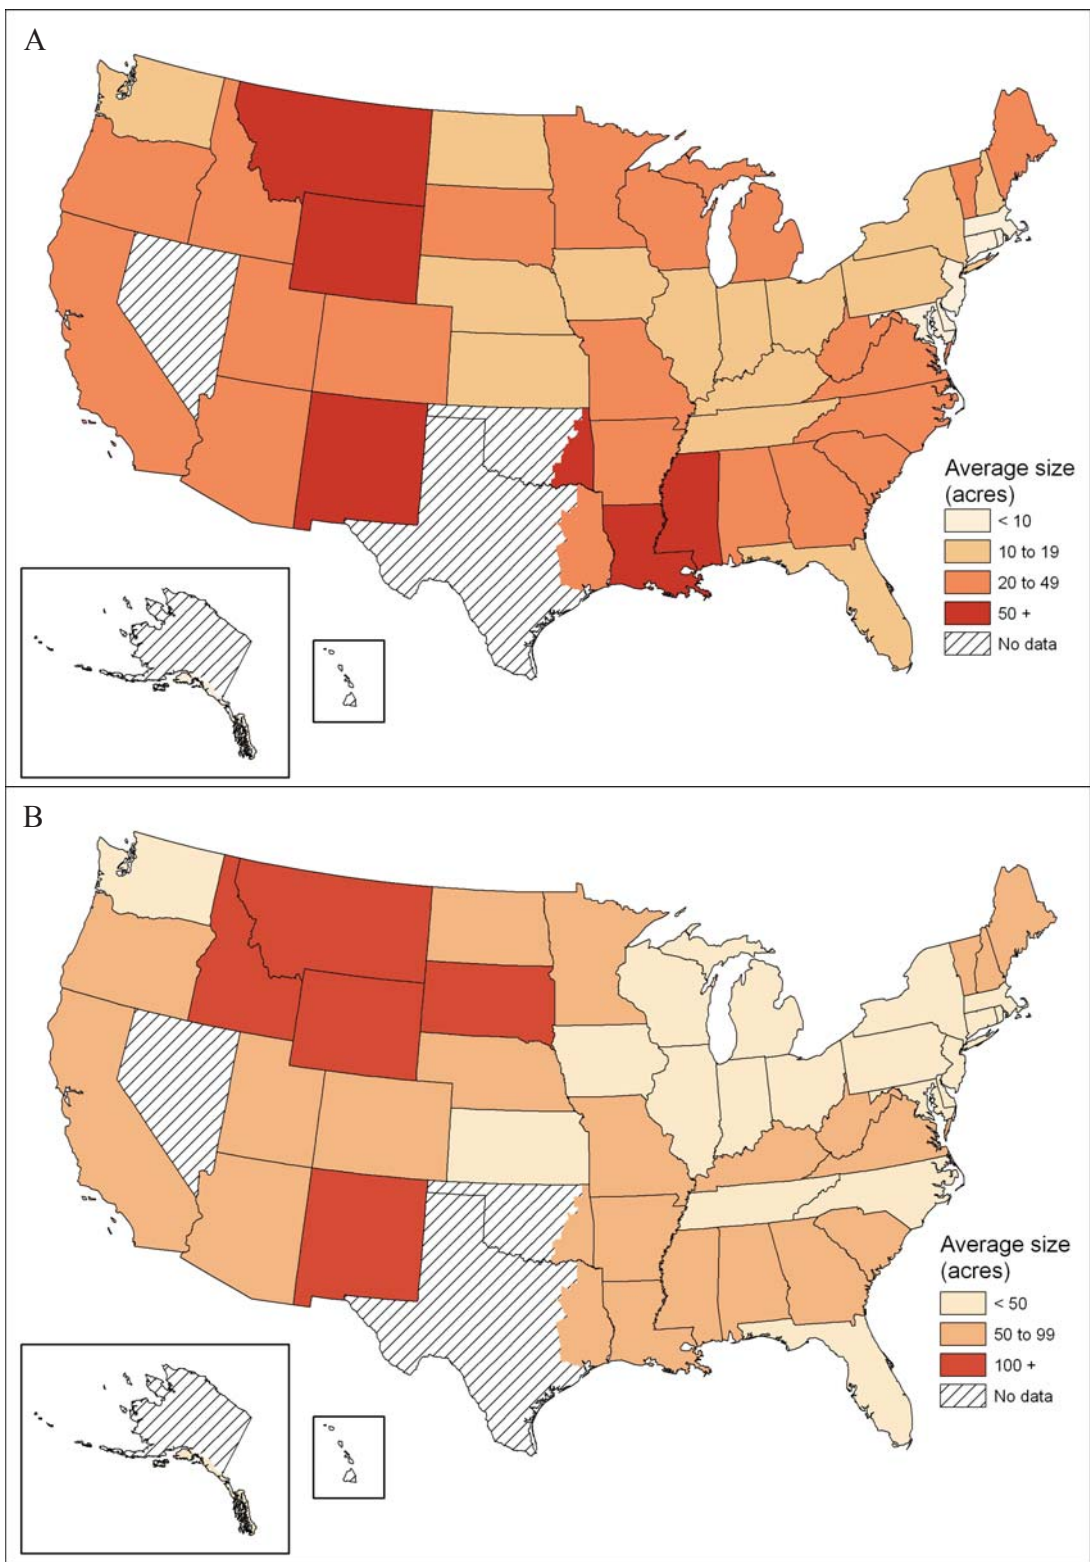 A
Average size
(acres)
< 10
10 to 19
20 to 49
50 +
No data
B
Average size
(acres)
< 50
50 to 99
100 +
No data